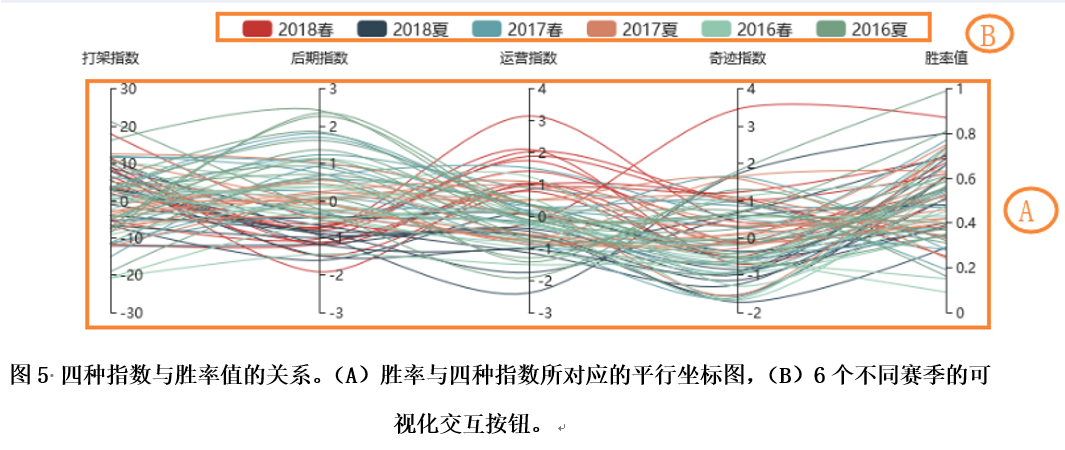 2018春 2018夏 2017春 2017夏 2016春 2016夏
B
打架指数 后期指数 运营指数 奇迹指数 胜率值
30 3 4 4 1
20 2 3 3 0.8
10 1 2 2 0.6
0 0 1 1 0.4
-10 -1 0 0 0.2
-20 -2 -1 -1 0
-30 -3 -2 -2
-3
A
图 5 四种指数与胜率值的关系。（A）胜率与四种指数所对应的平行坐标图，（B）6 个不同赛季的可
视化交互按钮。